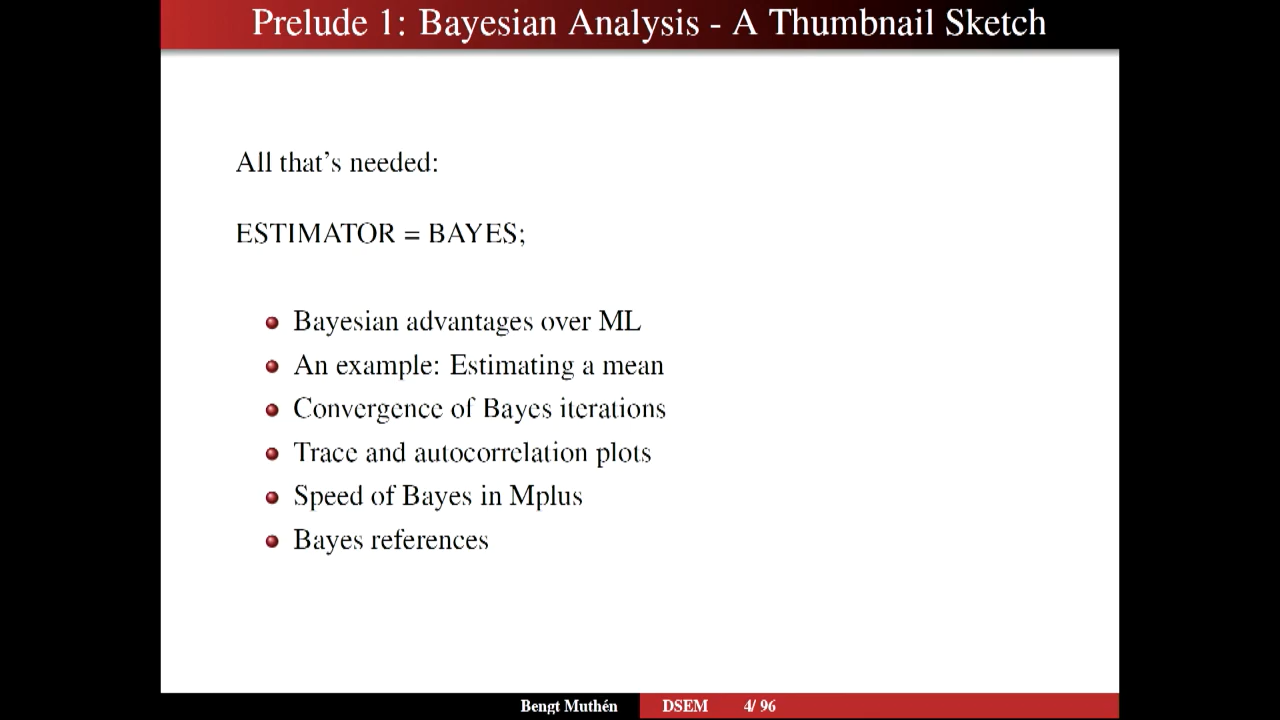 Prelude 1: Bayesian Analysis - A Thumbnail Sketch
All that's needed:
ESTIMATOR = BAYES;
Bayesian advantages over ML
An example: Estimating a mean
Convergence of Bayes iterations
Trace and autocorrelation plots
Speed of Bayes in Mplus
Bayes references
Bengt Muthén DSEM 4/ 96